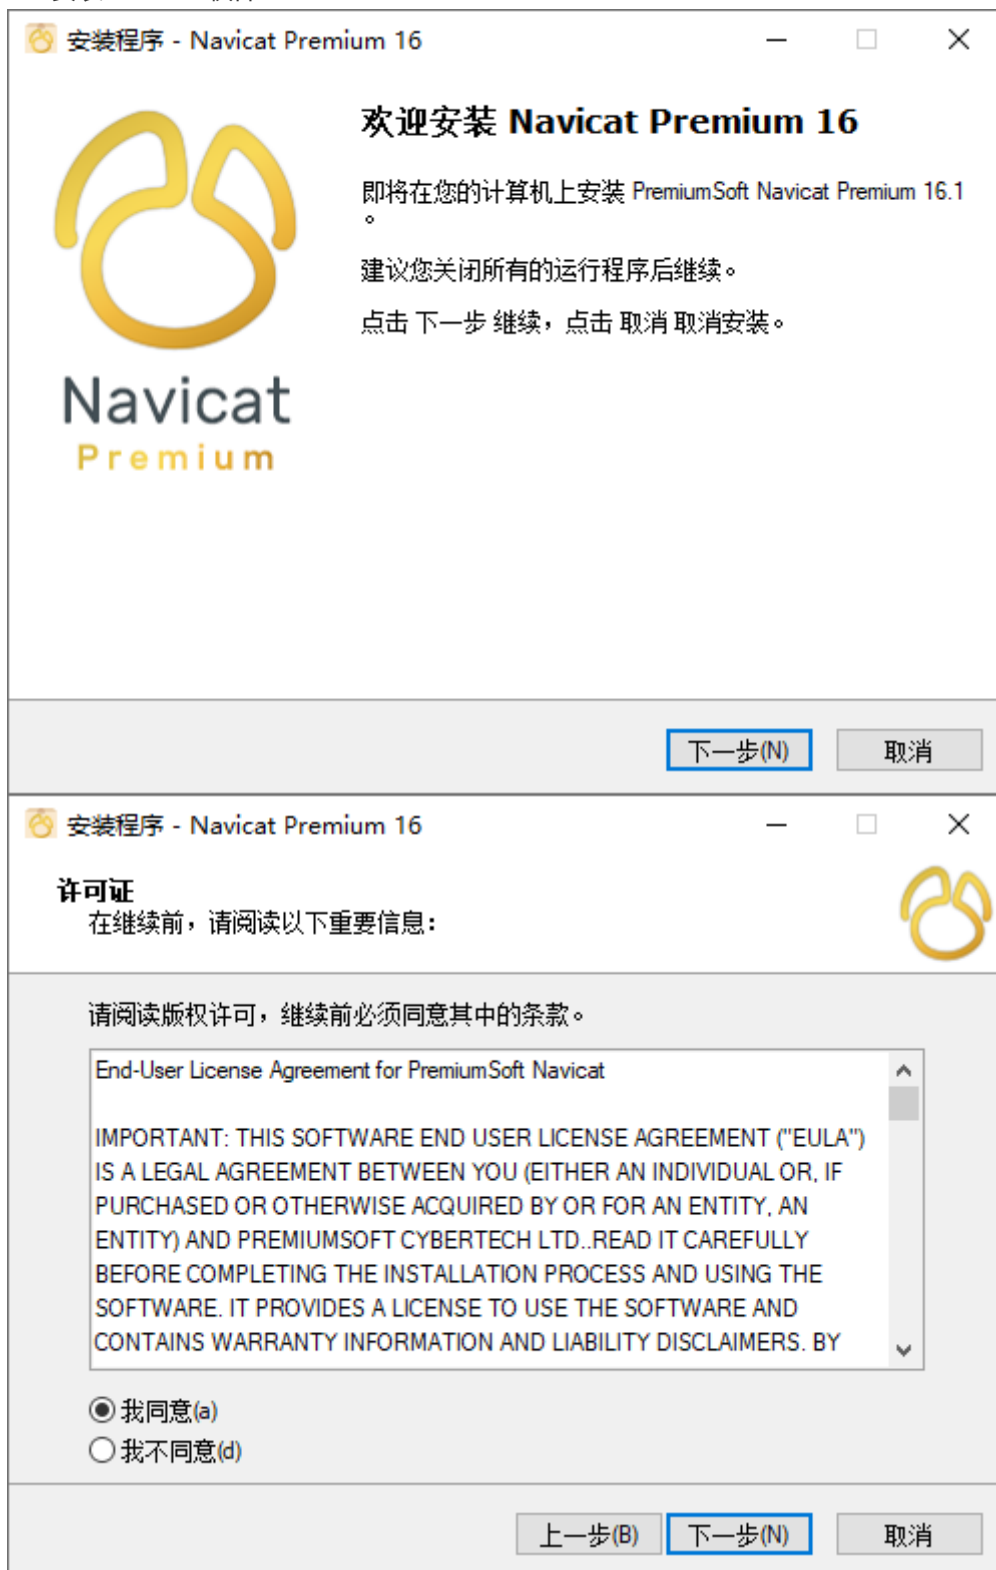 安装程序 - Navicat Premium 16
欢迎安装 Navicat Premium 16
即将在您的计算机上安装 PremiumSoft Navicat Premium 16.1
。
建议您关闭所有的运行程序后继续。
点击 下一步 继续，点击 取消 取消安装。
Navicat
Premium
下一步(N)
取消
安装程序 - Navicat Premium 16
许可证
在继续前，请阅读以下重要信息：
请阅读版权许可，继续前必须同意其中的条款。
End-User License Agreement for PremiumSoft Navicat
IMPORTANT: THIS SOFTWARE END USER LICENSE AGREEMENT ("EULA")
IS A LEGAL AGREEMENT BETWEEN YOU (EITHER AN INDIVIDUAL OR, IF
PURCHASED OR OTHERWISE ACQUIRED BY OR FOR AN ENTITY, AN
ENTITY) AND PREMIUMSOFT CYBERTECH LTD..READ IT CAREFULLY
BEFORE COMPLETING THE INSTALLATION PROCESS AND USING THE
SOFTWARE. IT PROVIDES A LICENSE TO USE THE SOFTWARE AND
CONTAINS WARRANTY INFORMATION AND LIABILITY DISCLAIMERS. BY
我同意(a)
我不同意(d)
上一步(B)
下一步(N)
取消